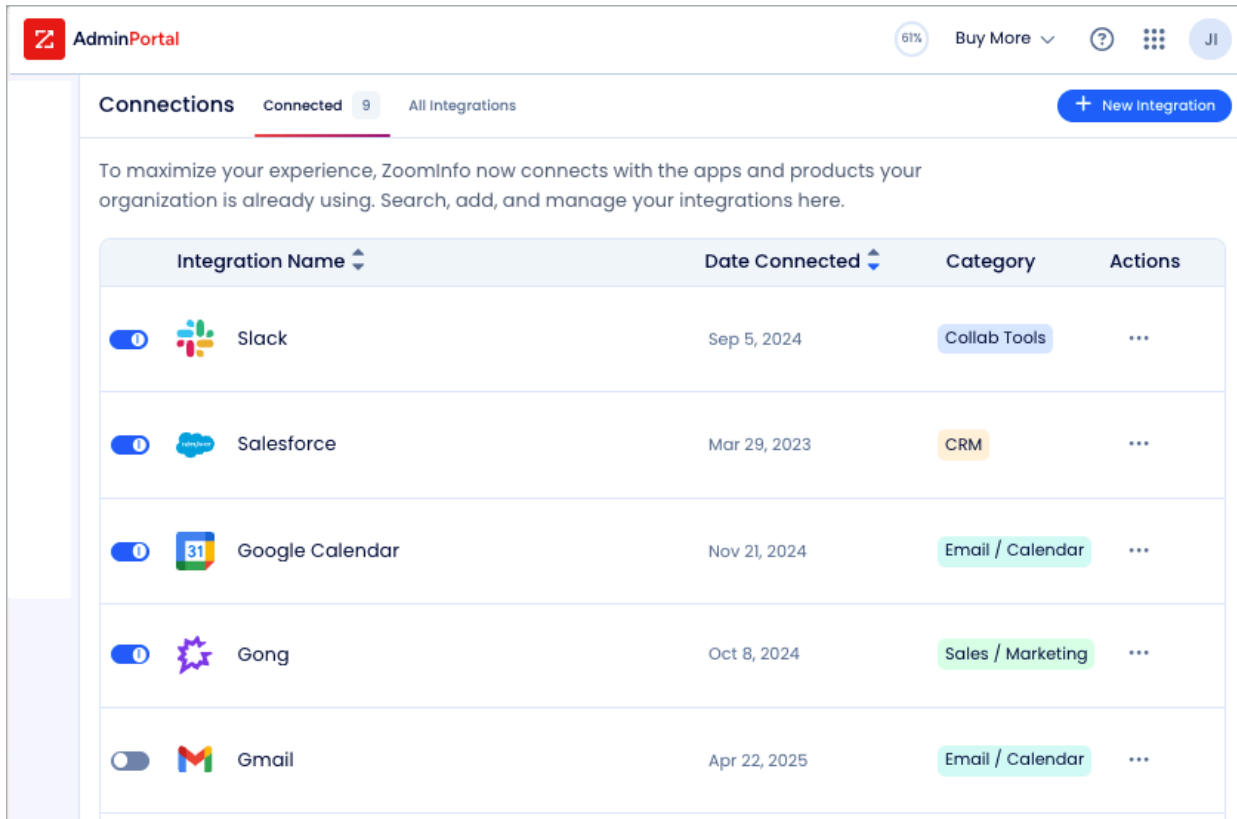 AdminPortal
61%
Buy More
JI
Connections
Connected 9
All Integrations
New Integration
To maximize your experience, ZoomInfo now connects with the apps and products your
organization is already using. Search, add, and manage your integrations here.
Integration Name Date Connected Category Actions
Slack Sep 5, 2024 Collab Tools
Salesforce Mar 29, 2023 CRM
31 Google Calendar Nov 21, 2024 Email / Calendar
Gong Oct 8, 2024 Sales / Marketing
Gmail Apr 22, 2025 Email / Calendar